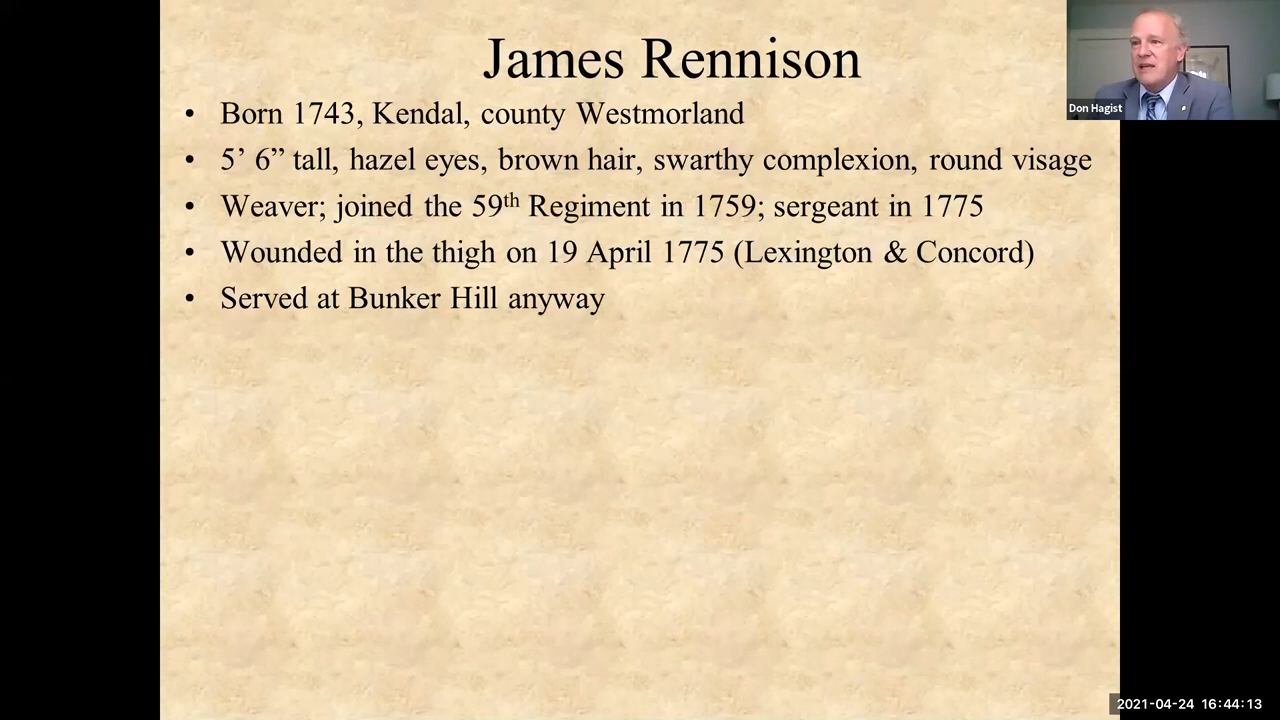 James Rennison
Don Hagist
• Born 1743, Kendal, county Westmorland
• 5’ 6” tall, hazel eyes, brown hair, swarthy complexion, round visage
• Weaver; joined the 59th Regiment in 1759; sergeant in 1775
• Wounded in the thigh on 19 April 1775 (Lexington & Concord)
• Served at Bunker Hill anyway
2021-04-24 16:44:13